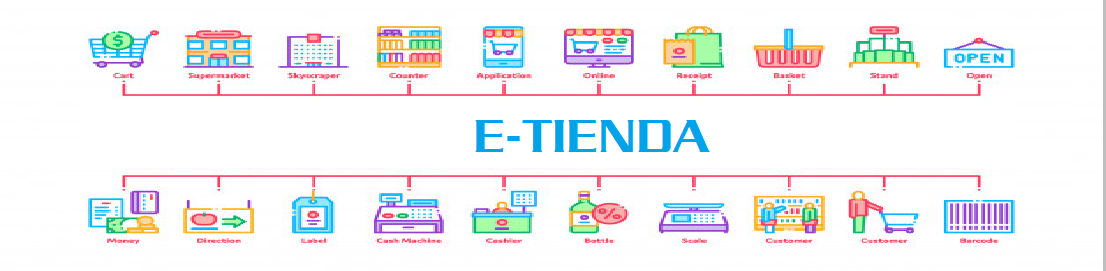 $
Cart Supermarket Skyscraper Counter Application Online Receipt Basket Stand Open
OPEN
E-TIENDA
%
Money Direction Label Cash Machine Cashier Bottle Scale Customer Customer Barcode